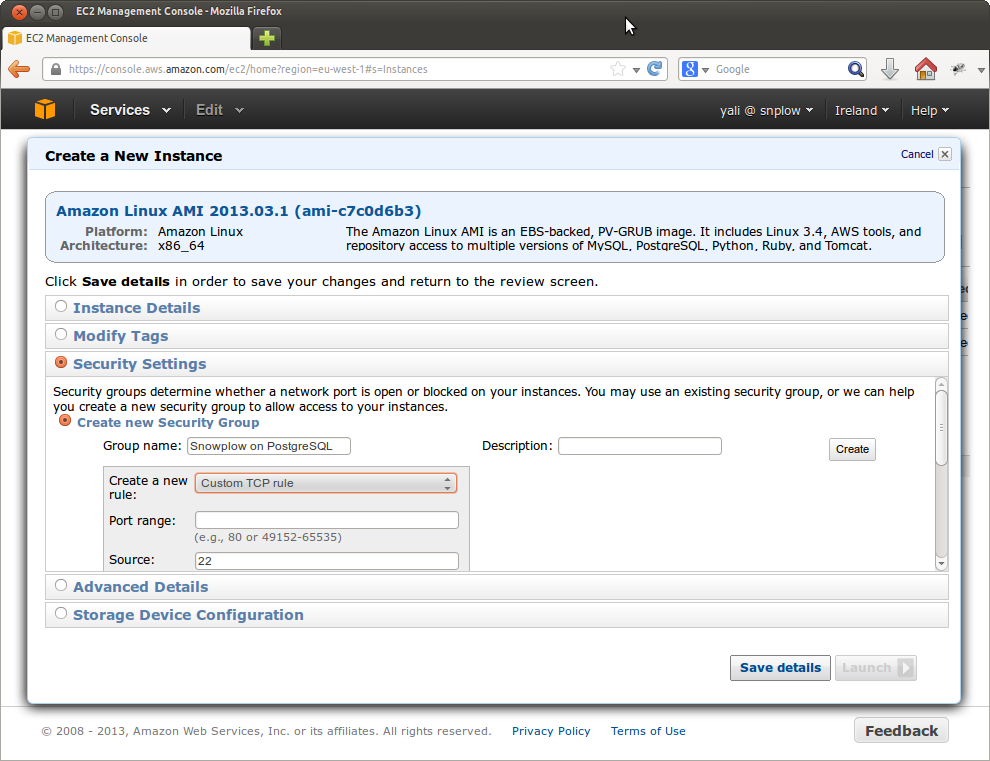 EC2 Management Console - Mozilla Firefox
EC2 Management Console
https://console.aws.amazon.com/ec2/home?region=eu-west-1#s=Instances
Google
Services Edit yali @ snplow Ireland Help
Create a New Instance Cancel
Amazon Linux AMI 2013.03.1 (ami-c7c0d6b3)
Platform: Amazon Linux The Amazon Linux AMI is an EBS-backed, PV-GRUB image. It includes Linux 3.4, AWS tools, and
Architecture: x86_64 repository access to multiple versions of MySQL, PostgreSQL, Python, Ruby, and Tomcat.
Click Save details in order to save your changes and return to the review screen.
Instance Details
Modify Tags
Security Settings
Security groups determine whether a network port is open or blocked on your instances. You may use an existing security group, or we can help
you create a new security group to allow access to your instances.
Create new Security Group
Group name: Snowplow on PostgreSQL Description: Create
Create a new Custom TCP rule
rule:
Port range:
(e.g., 80 or 49152-65535)
Source: 22
Advanced Details
Storage Device Configuration
Save details Launch
© 2008 - 2013, Amazon Web Services, Inc. or its affiliates. All rights reserved. Privacy Policy Terms of Use Feedback